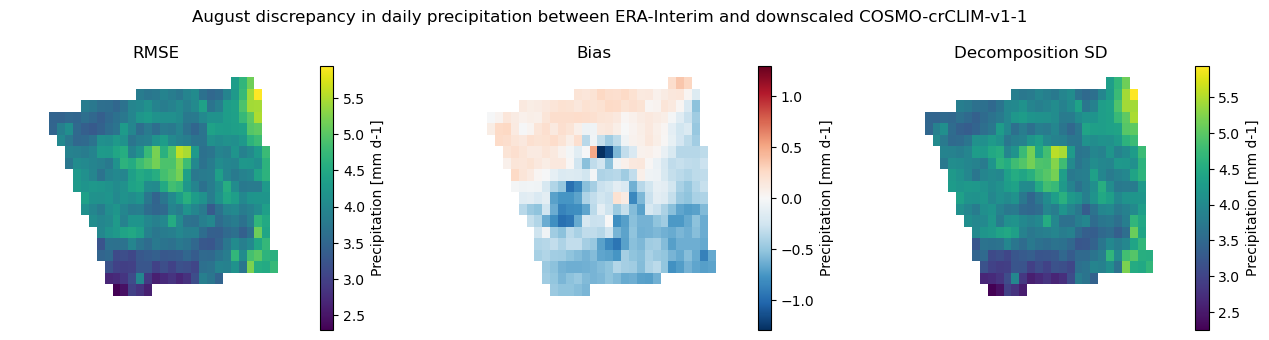 August discrepancy in daily precipitation between ERA-Interim and downscaled COSMO-crCLIM-v1-1
RMSE
5.5
5.0
4.5
4.0
3.5
3.0
2.5
Precipitation [mm d-1]
Bias
1.0
0.5
0.0
−0.5
−1.0
Precipitation [mm d-1]
Decomposition SD
5.5
5.0
4.5
4.0
3.5
3.0
2.5
Precipitation [mm d-1]